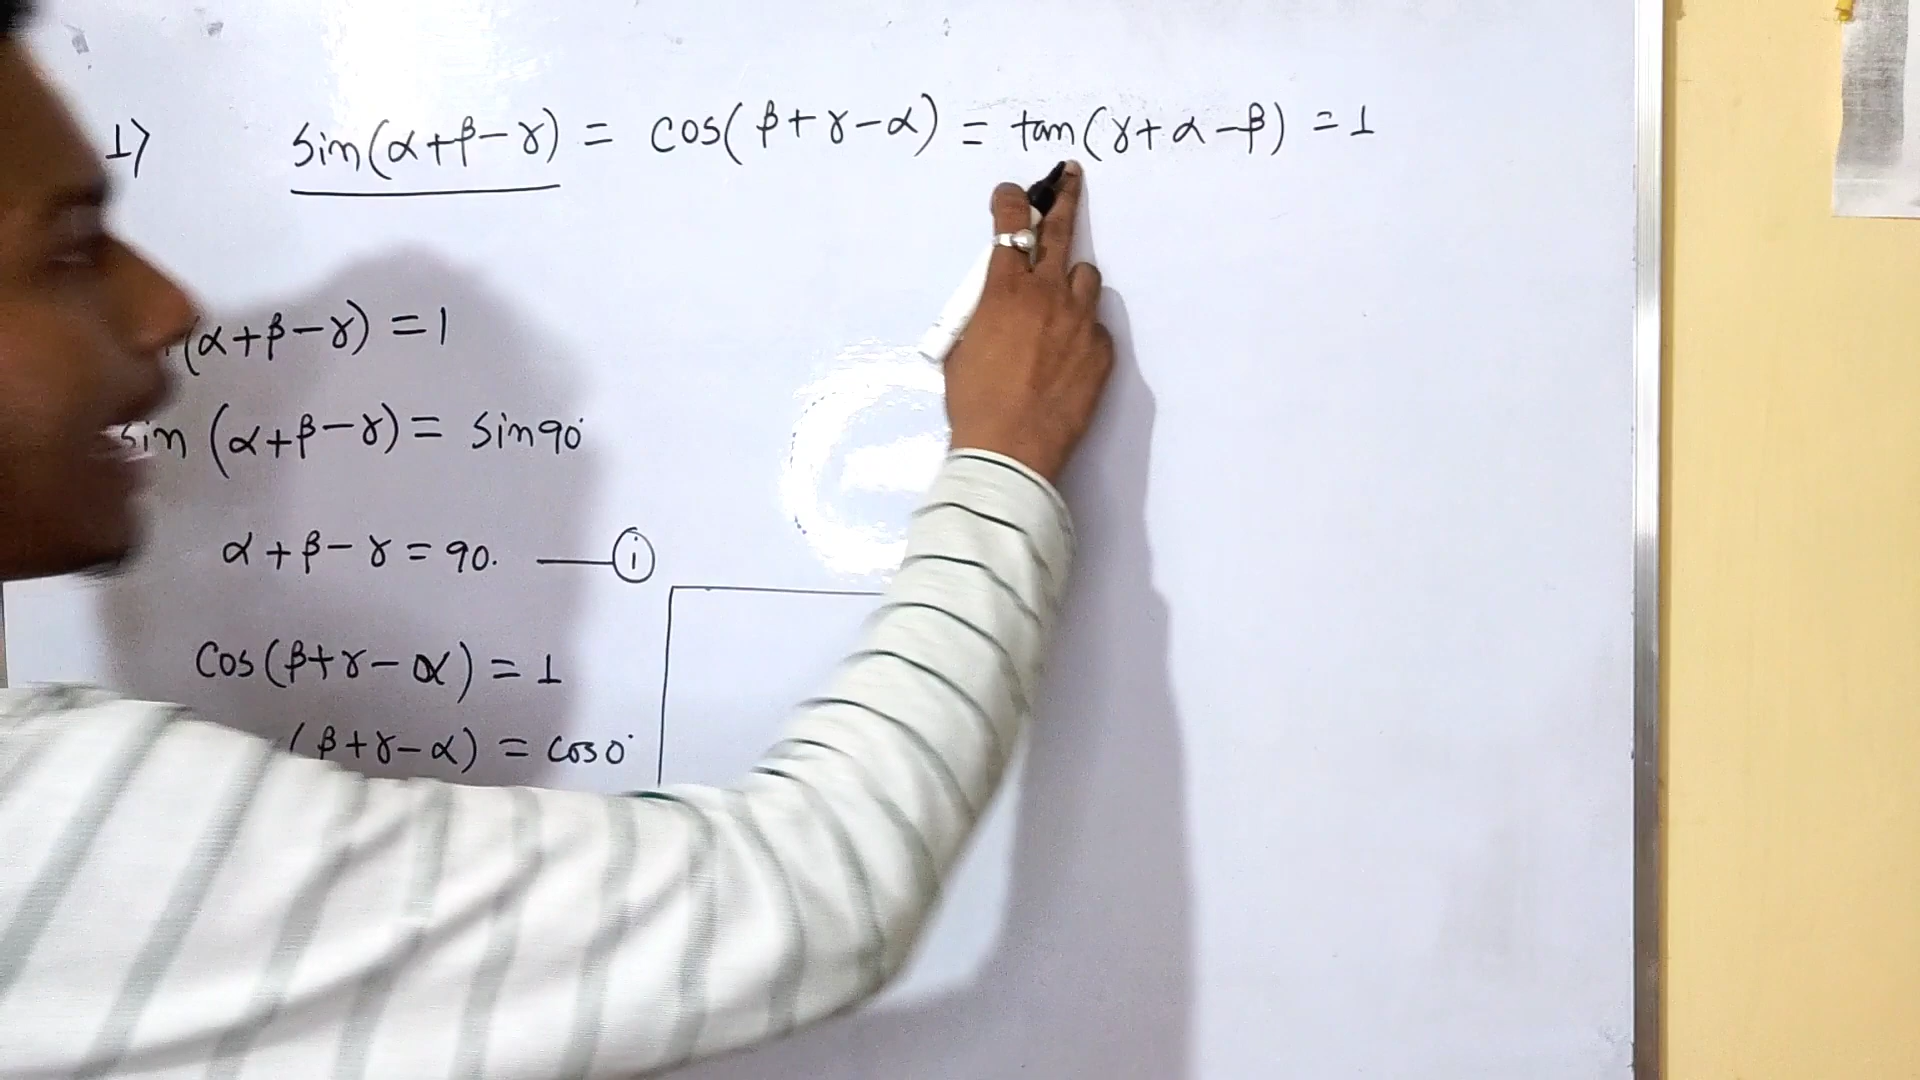 1) sin(α+β-γ) = cos(β+γ-α) = tan(γ+α-β) = 1
(α+β-γ) = 1
sin (α+β-γ) = sin90°
α+β-γ = 90. — i
cos(β+γ-α) = 1
(β+γ-α) = cos0°